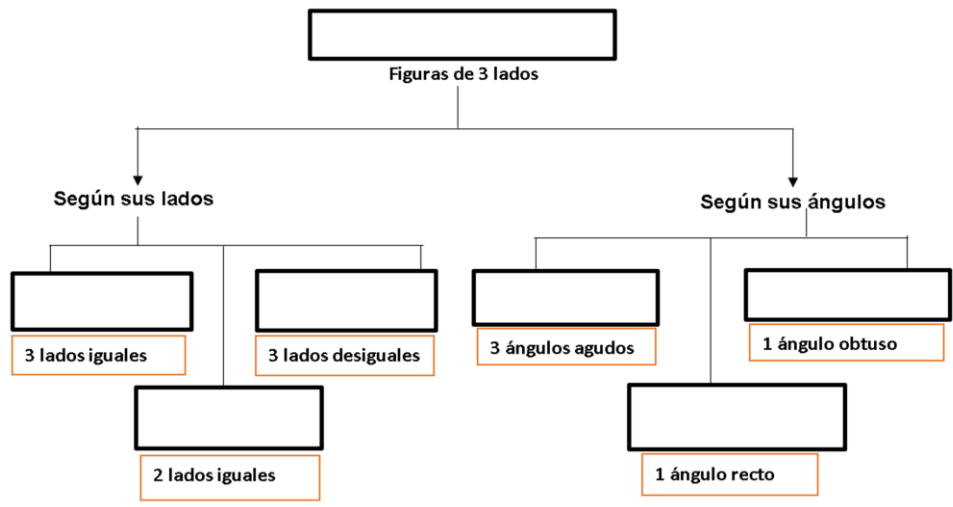 Figuras de 3 lados
Según sus lados
Según sus ángulos
3 lados iguales
3 lados desiguales
3 ángulos agudos
1 ángulo obtuso
2 lados iguales
1 ángulo recto